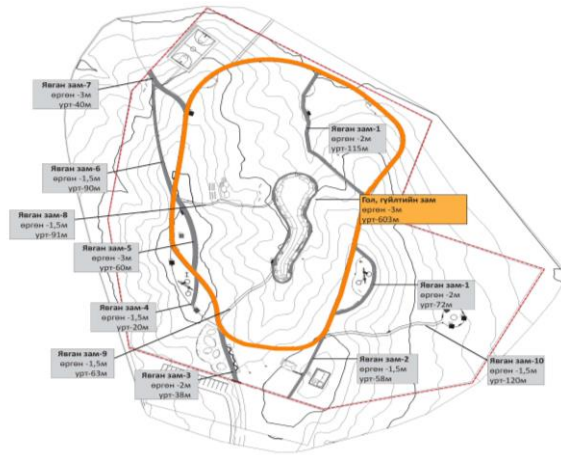 Явган зам-7
өргөн -3м
урт-40м
Явган зам-1
өргөн -2м
урт-115м
Явган зам-6
өргөн -1,5м
урт-90м
Гол, гүйлтийн зам
өргөн -3м
урт-603м
Явган зам-8
өргөн -1,5м
урт-91м
Явган зам-5
өргөн -3м
урт-60м
Явган зам-1
өргөн -2м
урт-72м
Явган зам-4
өргөн -1,5м
урт-20м
Явган зам-9
өргөн -1,5м
урт-63м
Явган зам-3
өргөн -2м
урт-38м
Явган зам-2
өргөн -1,5м
урт-58м
Явган зам-10
өргөн -1,5м
урт-120м